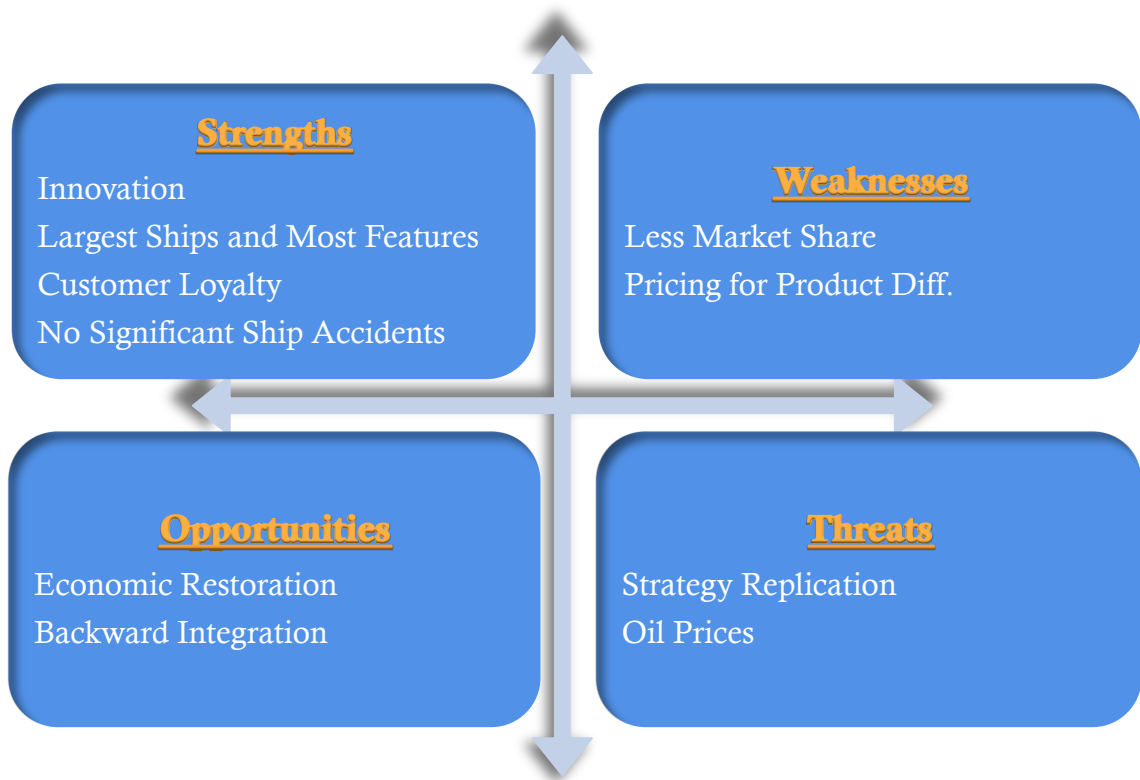 Strengths
Innovation
Largest Ships and Most Features
Customer Loyalty
No Significant Ship Accidents
Weaknesses
Less Market Share
Pricing for Product Diff.
Opportunities
Economic Restoration
Backward Integration
Threats
Strategy Replication
Oil Prices